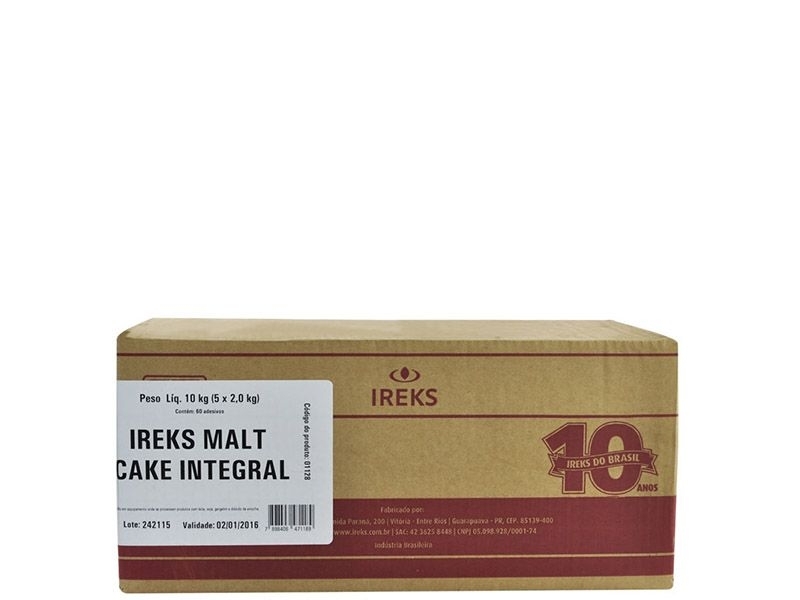 Peso Líq. 10 kg (5 x 2,0 kg)
Contém: 60 adesivos
IREKS MALT
CAKE INTEGRAL
Lote: 242115 Validade: 02/01/2016
Código do produto: 01128
IREKS
10
IREKS DO BRASIL
ANOS
Fabricado por:
Paraná, 200 | Vitória - Entre Rios | Guarapuava - PR, CEP. 85139-400
www.ireks.com.br | SAC: 42 3625 8448 | CNPJ 05.098.928/0001-74
Indústria Brasileira